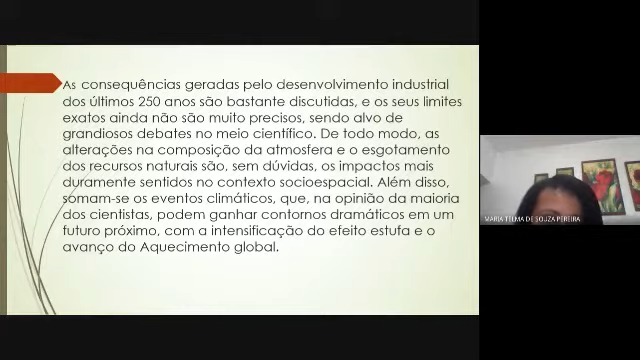 As consequências geradas pelo desenvolvimento industrial
dos últimos 250 anos são bastante discutidas, e os seus limites
exatos ainda não são muito precisos, sendo alvo de
grandiosos debates no meio científico. De todo modo, as
alterações na composição da atmosfera e o esgotamento
dos recursos naturais são, sem dúvidas, os impactos mais
duramente sentidos no contexto socioespacial. Além disso,
somam-se os eventos climáticos, que, na opinião da maioria
dos cientistas, podem ganhar contornos dramáticos em um
futuro próximo, com a intensificação do efeito estufa e o
avanço do Aquecimento global.
MARIA TELMA DE SOUZA PEREIRA